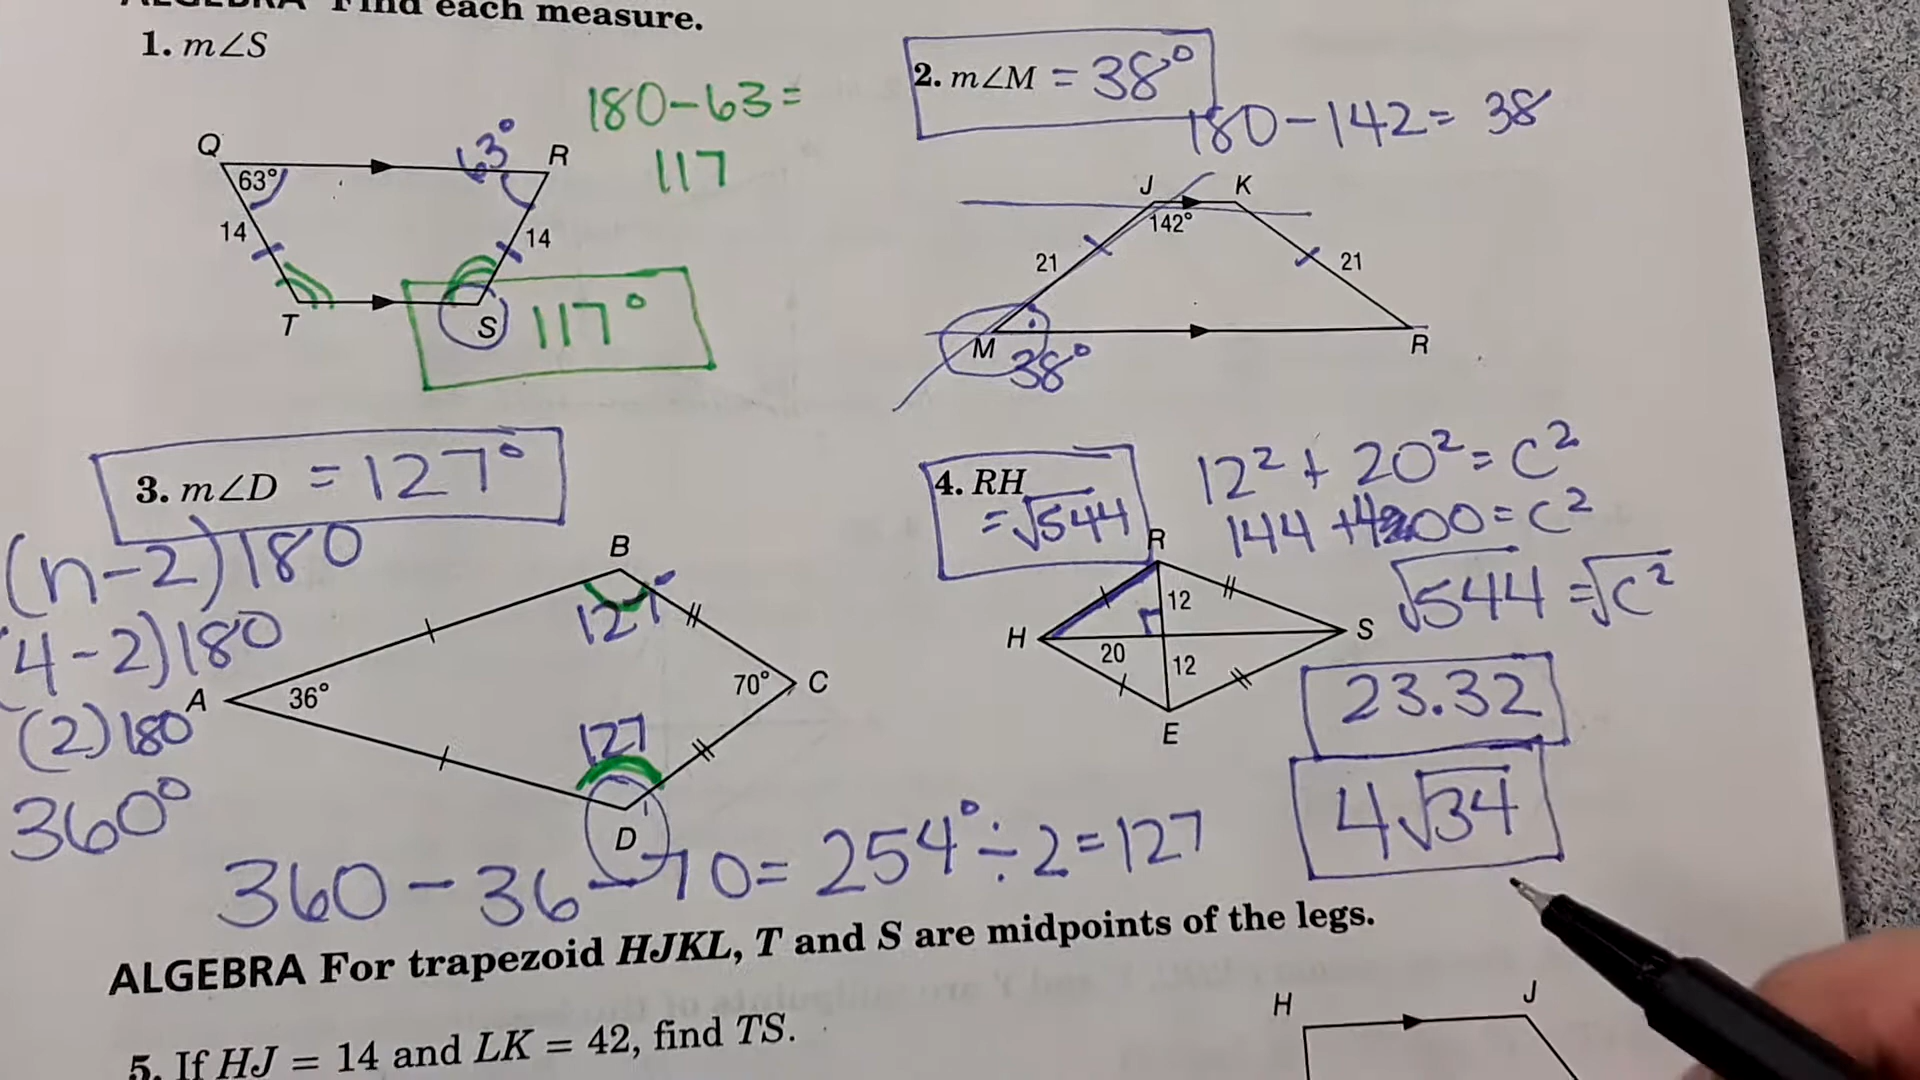 ALGEBRA Find each measure.
1. m∠S
180-63=
117
Q
63°
63°
R
14
14
T
S
117°
2. m∠M = 38°
180-142= 38
J
K
142°
21
21
M
38°
R
3. m∠D = 127°
(n-2)180
(4-2)180
(2)180
360°
A
36°
B
127
70°
C
127
D
360-36-70=254°÷2=127
4. RH
=√544
12²+20²=c²
144+400=c²
√544=√c²
23.32
4√34
R
12
H
20
S
12
E
ALGEBRA For trapezoid HJKL, T and S are midpoints of the legs.
5. If HJ = 14 and LK = 42, find TS.
H
J